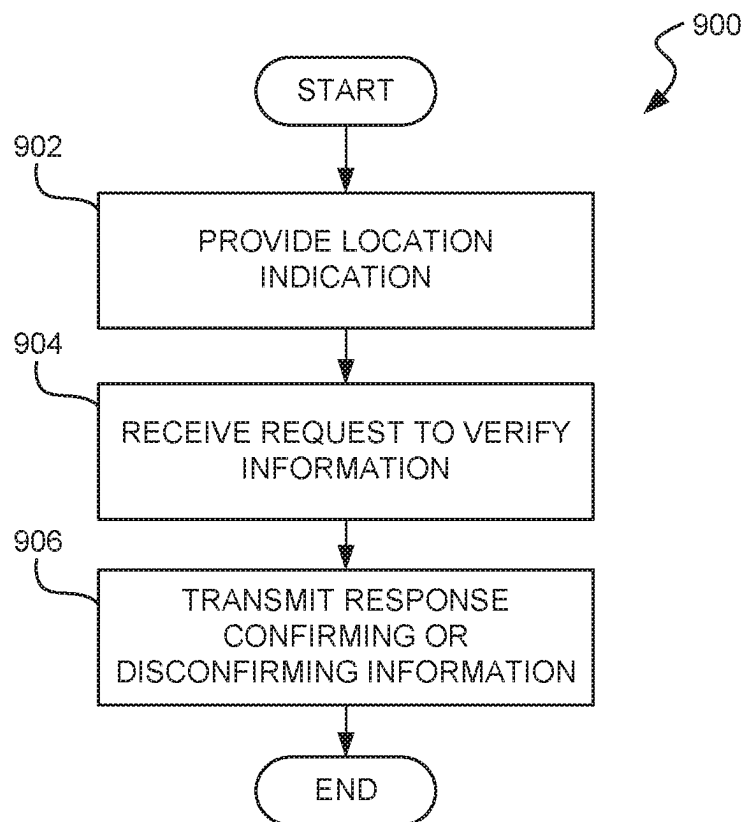 900
START
902
PROVIDE LOCATION
INDICATION
904
RECEIVE REQUEST TO VERIFY
INFORMATION
906
TRANSMIT RESPONSE
CONFIRMING OR
DISCONFIRMING INFORMATION
END